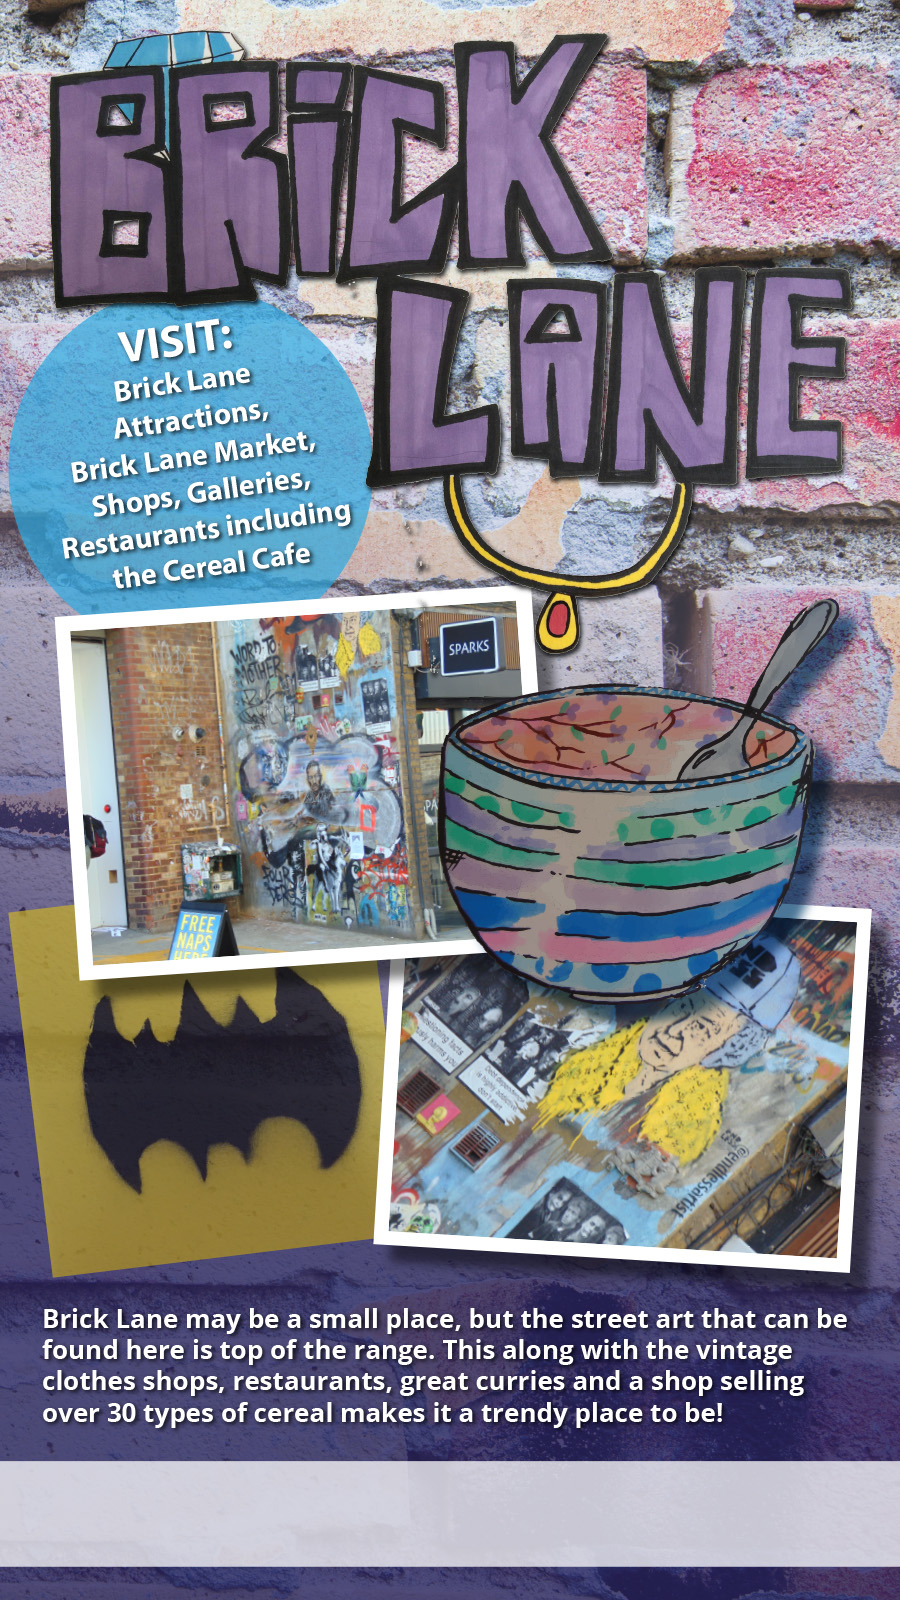 BRiCK
LANE
VISIT:
Brick Lane
Attractions,
Brick Lane Market,
Shops, Galleries,
Restaurants including
the Cereal Cafe
WORD TO
MOTHER
SPARKS
FREE
NAPS
HERE
@endlessartist
Brick Lane may be a small place, but the street art that can be
found here is top of the range. This along with the vintage
clothes shops, restaurants, great curries and a shop selling
over 30 types of cereal makes it a trendy place to be!